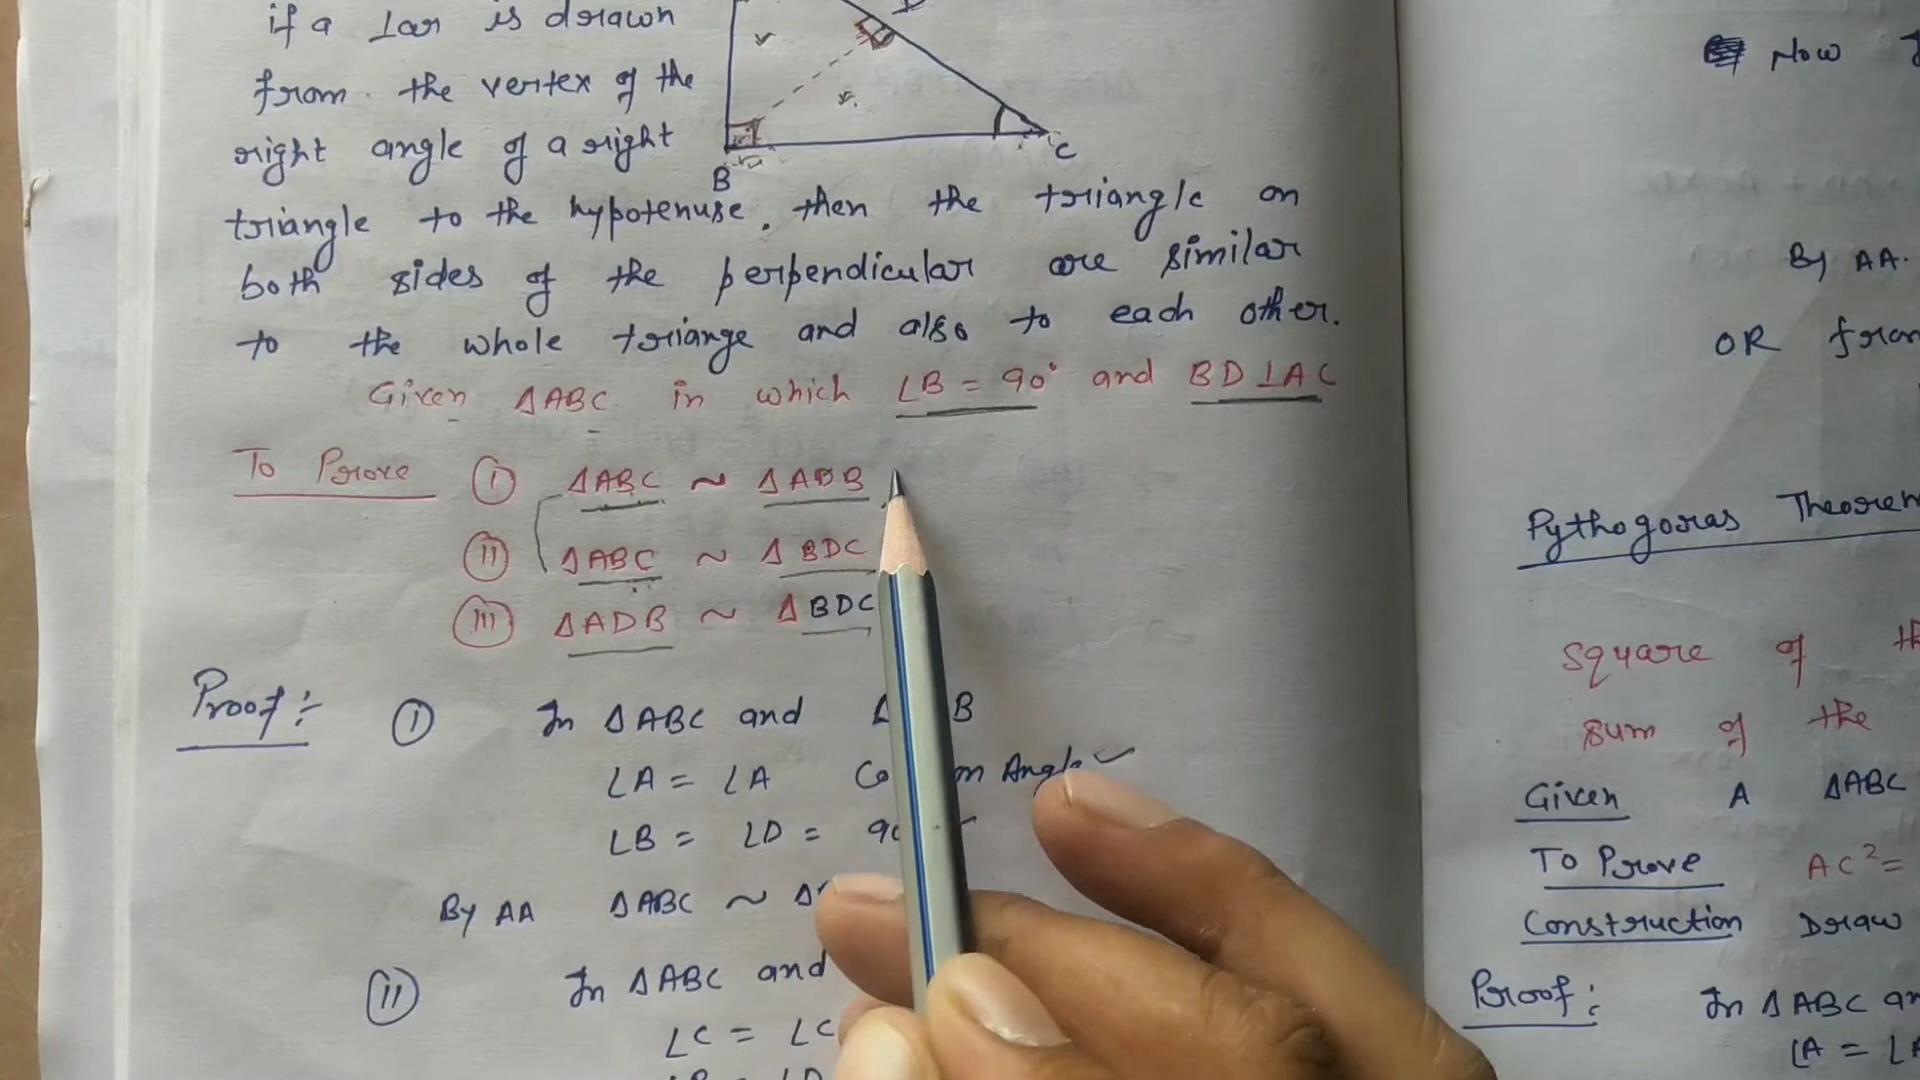 if a ⊥ar is drawn
from the vertex of the
right angle of a right
B
C
triangle to the hypotenuse, then the triangle on
both sides of the perpendicular are similar
to the whole triange and also to each other.
Given ΔABC in which ∠B = 90° and BD⊥AC
To Prove (I) ΔABC ~ ΔADB
(II) ΔABC ~ ΔBDC
(III) ΔADB ~ ΔBDC
Proof :- (I) In ΔABC and B
∠A = ∠A Angle
∠B = ∠D =
By AA ΔABC ~
(II) In ΔABC and
∠C = ∠C
Now
By AA.
OR from
Pythogoras Theorem
Square of
sum of the
Given A ΔABC
To Prove AC² =
Construction Draw
Proof : In ΔABC
∠A =